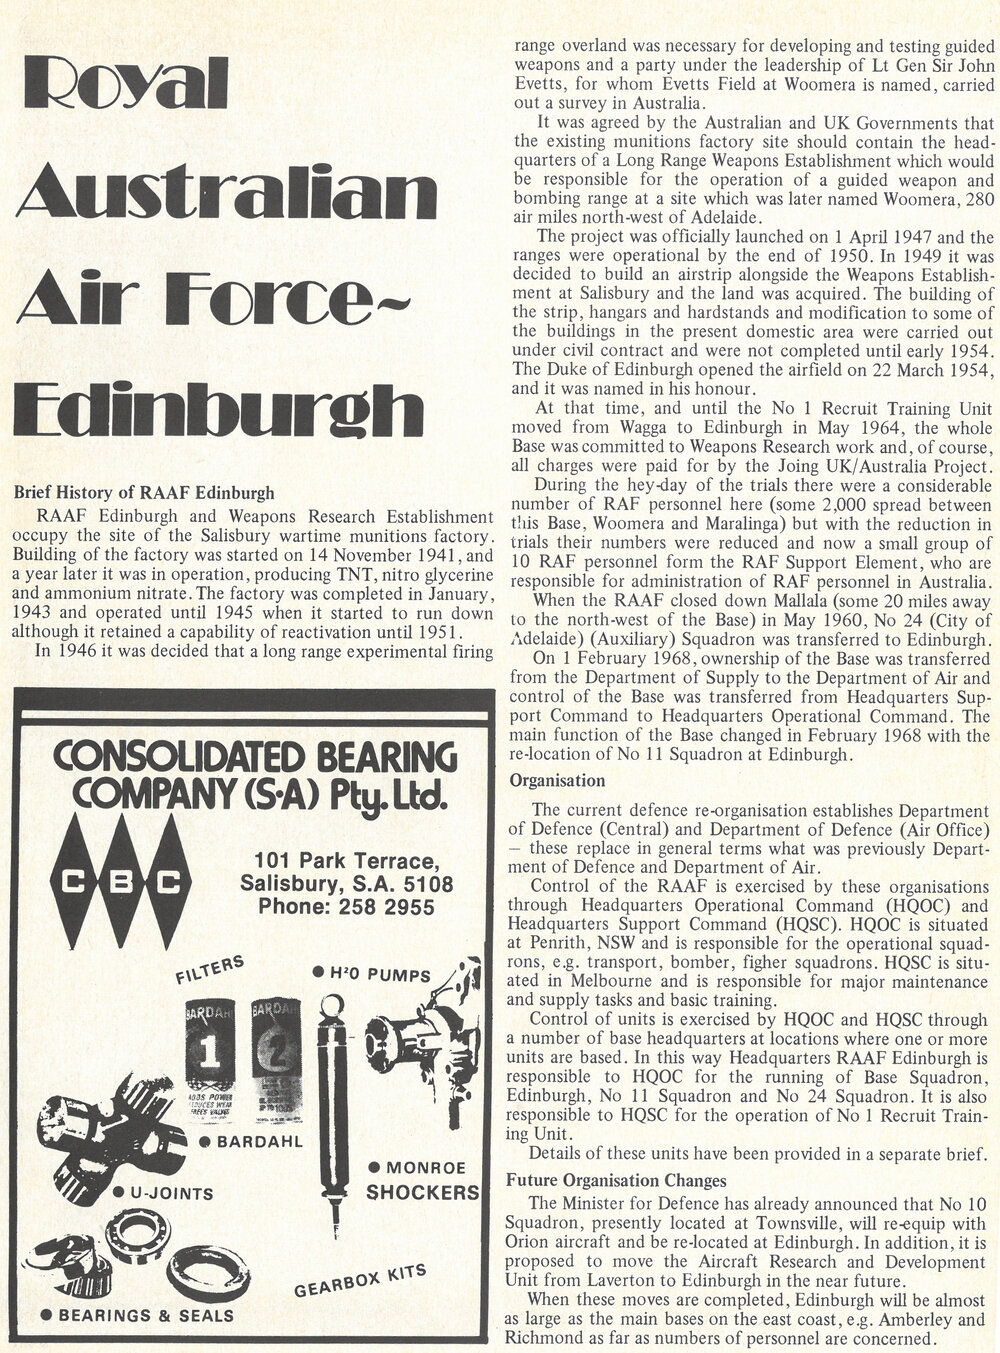 Royal
Australian
Air Force~
Edinburgh
Brief History of RAAF Edinburgh
RAAF Edinburgh and Weapons Research Establishment
occupy the site of the Salisbury wartime munitions factory.
Building of the factory was started on 14 November 1941, and
a year later it was in operation, producing TNT, nitro glycerine
and ammonium nitrate. The factory was completed in January,
1943 and operated until 1945 when it started to run down
although it retained a capability of reactivation until 1951.
In 1946 it was decided that a long range experimental firing
range overland was necessary for developing and testing guided
weapons and a party under the leadership of Lt Gen Sir John
Evetts, for whom Evetts Field at Woomera is named, carried
out a survey in Australia.
It was agreed by the Australian and UK Governments that
the existing munitions factory site should contain the head-
quarters of a Long Range Weapons Establishment which would
be responsible for the operation of a guided weapon and
bombing range at a site which was later named Woomera, 280
air miles north-west of Adelaide.
The project was officially launched on 1 April 1947 and the
ranges were operational by the end of 1950. In 1949 it was
decided to build an airstrip alongside the Weapons Establish-
ment at Salisbury and the land was acquired. The building of
the strip, hangars and hardstands and modification to some of
the buildings in the present domestic area were carried out
under civil contract and were not completed until early 1954.
The Duke of Edinburgh opened the airfield on 22 March 1954,
and it was named in his honour.
At that time, and until the No 1 Recruit Training Unit
moved from Wagga to Edinburgh in May 1964, the whole
Base was committed to Weapons Research work and, of course,
all charges were paid for by the Joing UK/Australia Project.
During the hey-day of the trials there were a considerable
number of RAF personnel here (some 2,000 spread between
this Base, Woomera and Maralinga) but with the reduction in
trials their numbers were reduced and now a small group of
10 RAF personnel form the RAF Support Element, who are
responsible for administration of RAF personnel in Australia.
When the RAAF closed down Mallala (some 20 miles away
to the north-west of the Base) in May 1960, No 24 (City of
Adelaide) (Auxiliary) Squadron was transferred to Edinburgh.
On 1 February 1968, ownership of the Base was transferred
from the Department of Supply to the Department of Air and
control of the Base was transferred from Headquarters Sup-
port Command to Headquarters Operational Command. The
main function of the Base changed in February 1968 with the
re-location of No 11 Squadron at Edinburgh.
Organisation
The current defence re-organisation establishes Department
of Defence (Central) and Department of Defence (Air Office)
— these replace in general terms what was previously Depart-
ment of Defence and Department of Air.
Control of the RAAF is exercised by these organisations
through Headquarters Operational Command (HQOC) and
Headquarters Support Command (HQSC). HQOC is situated
at Penrith, NSW and is responsible for the operational squad-
rons, e.g. transport, bomber, figher squadrons. HQSC is situ-
ated in Melbourne and is responsible for major maintenance
and supply tasks and basic training.
Control of units is exercised by HQOC and HQSC through
a number of base headquarters at locations where one or more
units are based. In this way Headquarters RAAF Edinburgh is
responsible to HQOC for the running of Base Squadron,
Edinburgh, No 11 Squadron and No 24 Squadron. It is also
responsible to HQSC for the operation of No 1 Recruit Train-
ing Unit.
Details of these units have been provided in a separate brief.
Future Organisation Changes
The Minister for Defence has already announced that No 10
Squadron, presently located at Townsville, will re-equip with
Orion aircraft and be re-located at Edinburgh. In addition, it is
proposed to move the Aircraft Research and Development
Unit from Laverton to Edinburgh in the near future.
When these moves are completed, Edinburgh will be almost
as large as the main bases on the east coast, e.g. Amberley and
Richmond as far as numbers of personnel are concerned.
CONSOLIDATED BEARING
COMPANY (S·A) Pty. Ltd.
C B C
101 Park Terrace,
Salisbury, S.A. 5108
Phone: 258 2955
FILTERS
● H²O PUMPS
BARDAHL
1
ADDS POWER
REDUCES WEAR
FREES VALVES
BARDAHL
2
● BARDAHL
● MONROE
SHOCKERS
● U-JOINTS
GEARBOX KITS
● BEARINGS & SEALS